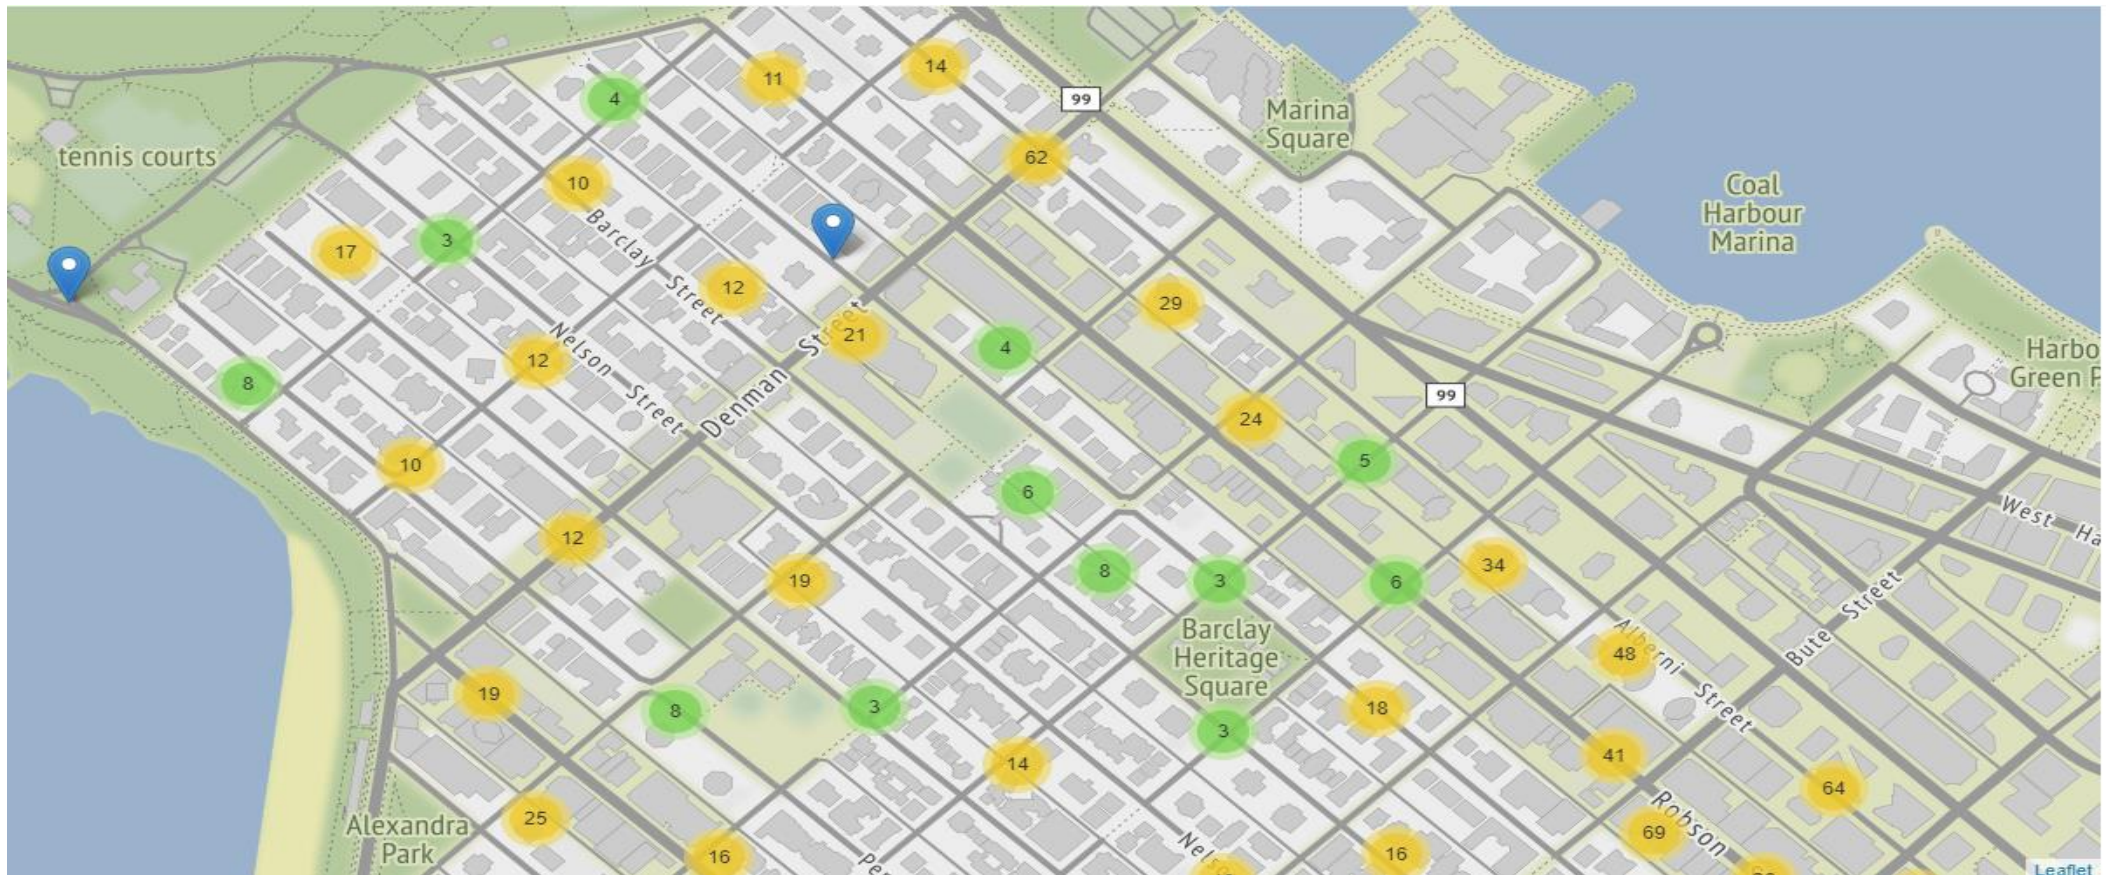 14
11
4
99
Marina
Square
tennis courts
62
10
Coal
Harbour
Marina
Barclay Street
3
17
12
29
Denman Street
21
4
Harbo
Green P
12
Nelson Street
8
99
24
5
10
6
West Ha
12
19
8
3
6
34
Bute Street
Barclay
Heritage
Square
Alberni Street
48
19
8
3
18
3
41
14
64
25
Alexandra
Park
16
Pe
Nels
16
69
Robson
Leaflet